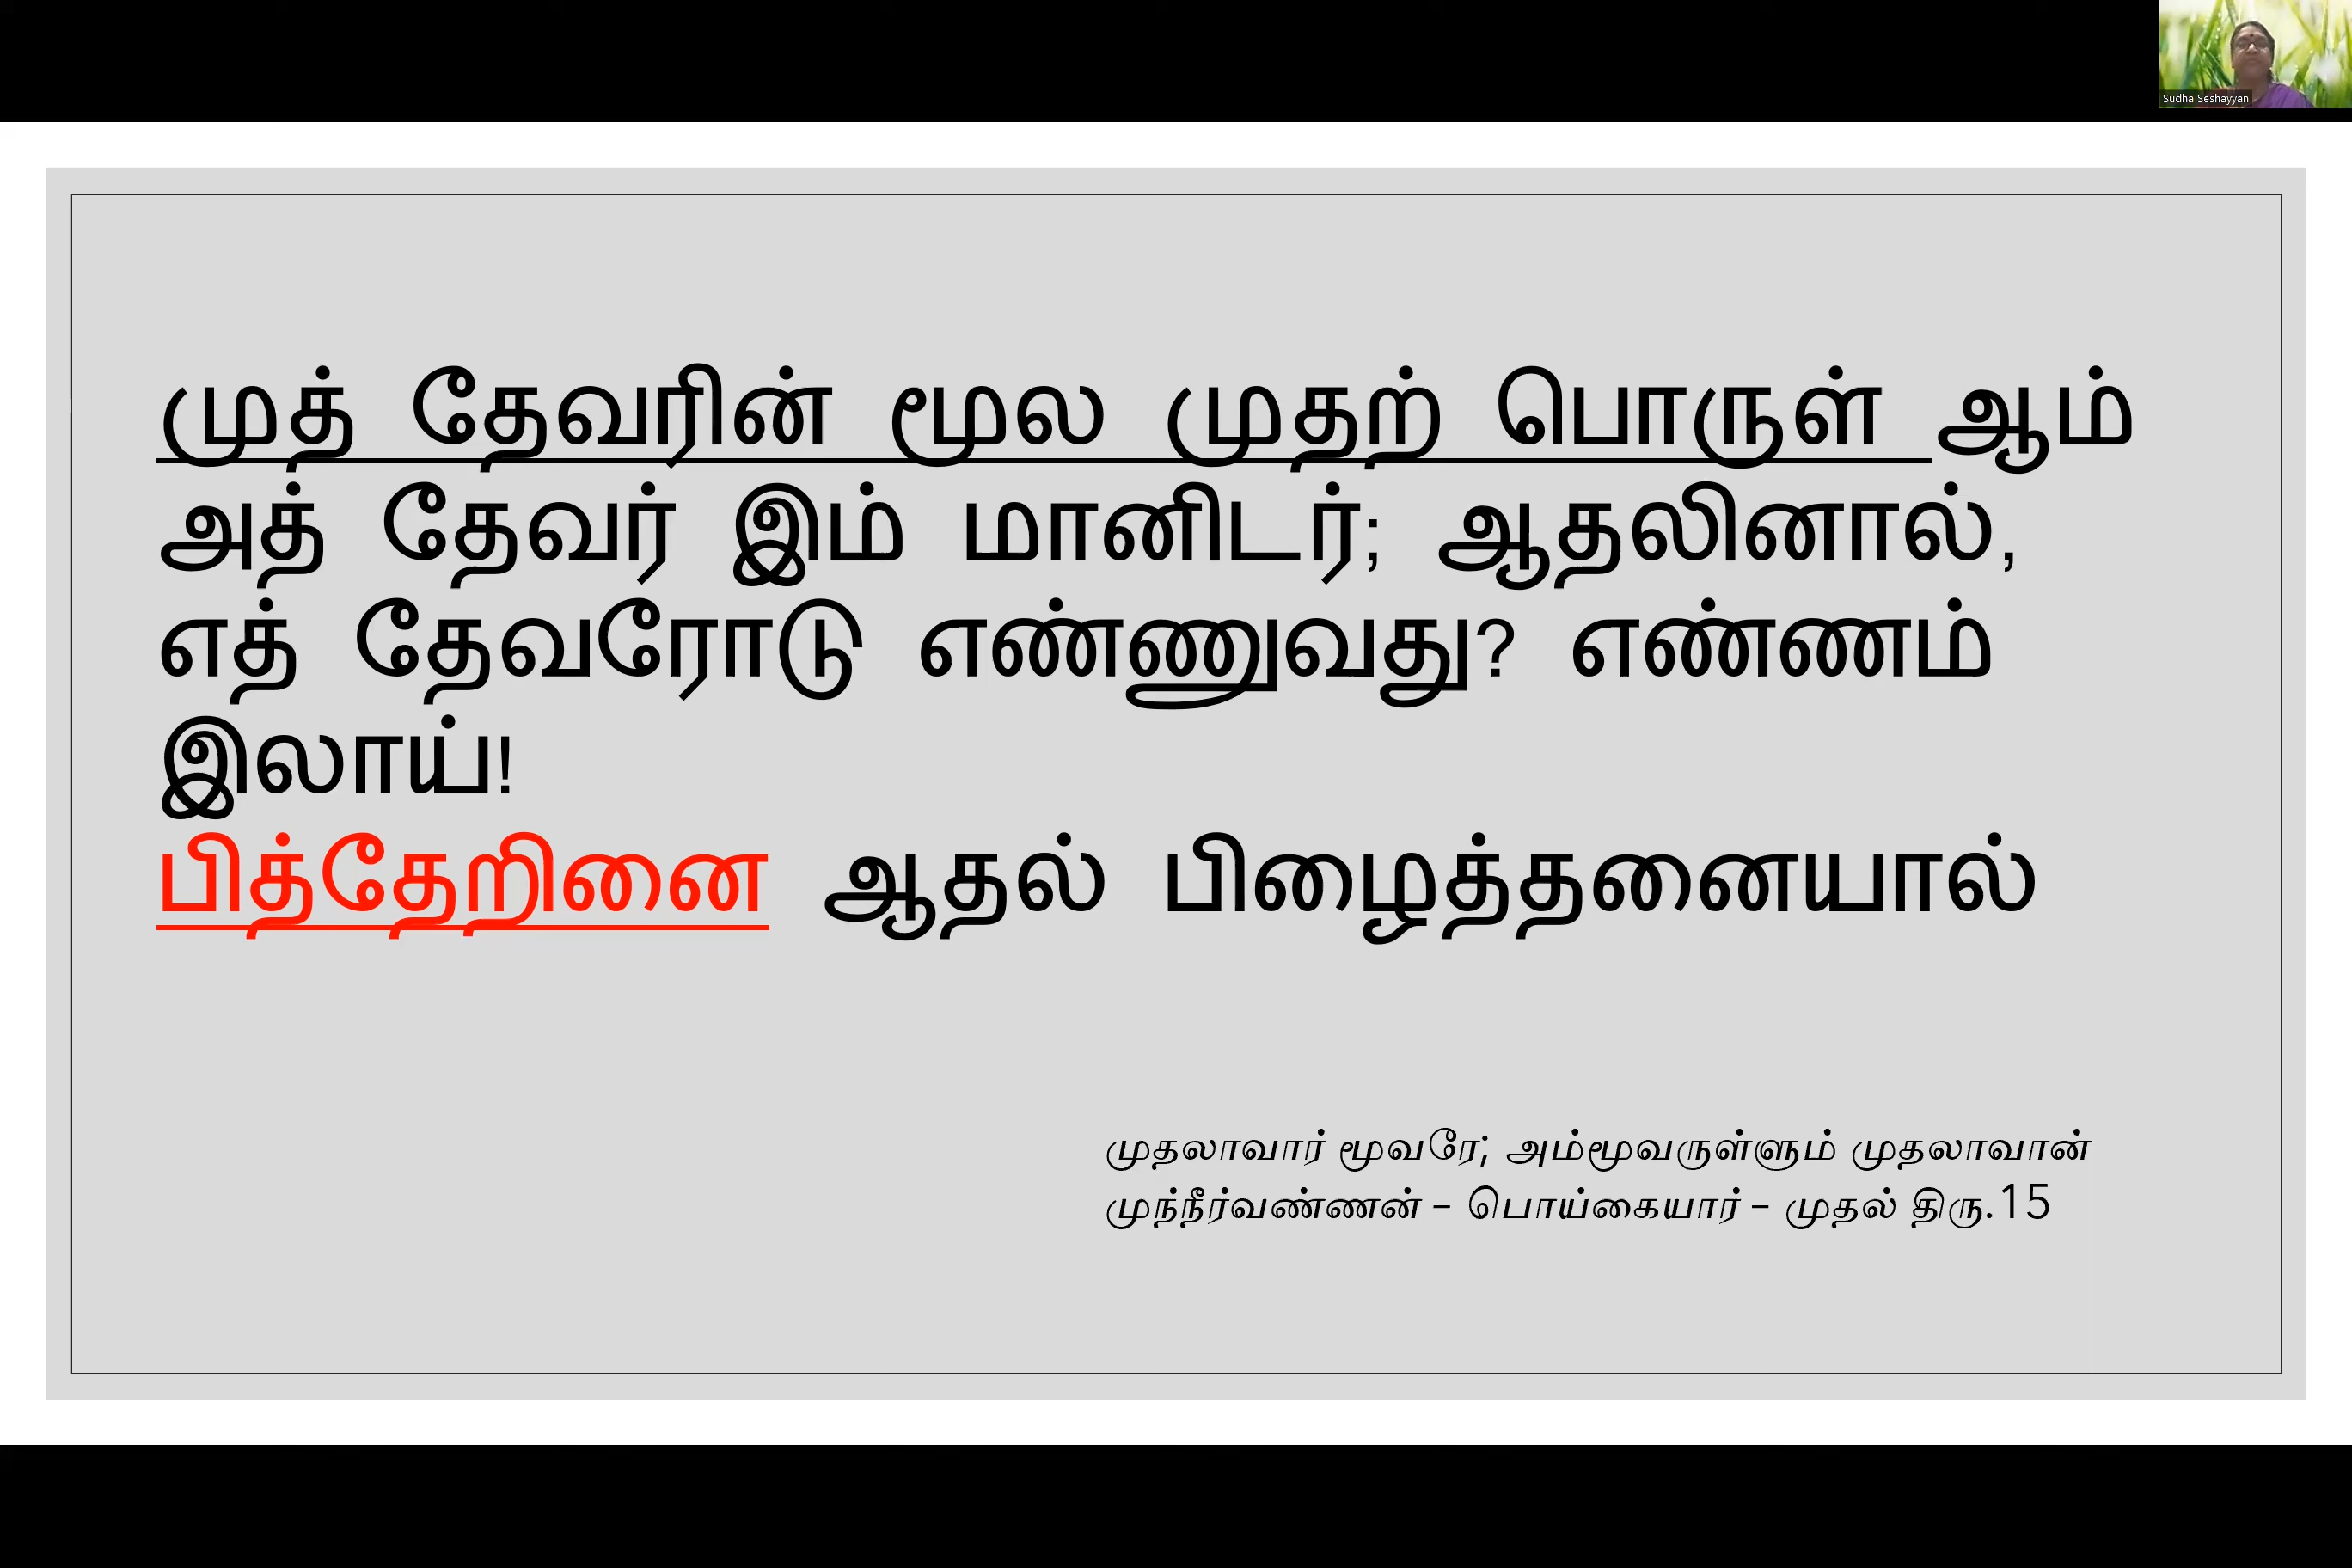 Sudha Seshayyan
முத் தேவரின் மூல முதற் பொருள் ஆம்
அத் தேவர் இம் மானிடர்; ஆதலினால்,
எத் தேவரோடு எண்ணுவது? எண்ணம்
இலாய்!
பித்தேறினை ஆதல் பிழைத்தனையால்
முதலாவார் மூவரே; அம்மூவருள்ளும் முதலாவான்
முந்நீர்வண்ணன் – பொய்கையார் – முதல் திரு.15